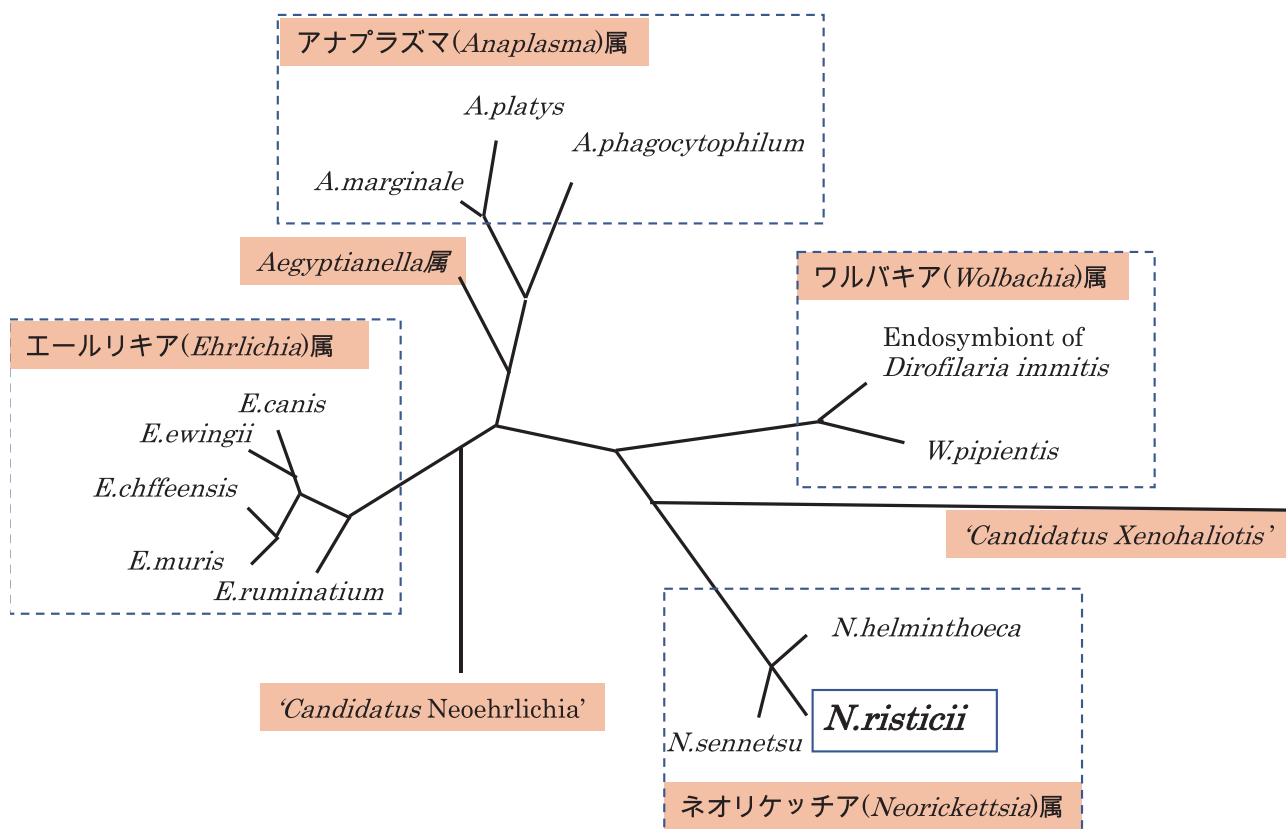 アナプラズマ(Anaplasma)属
A.platys
A.phagocytophilum
A.marginale
Aegyptianella属
ワルバキア(Wolbachia)属
Endosymbiont of
Dirofilaria immitis
W.pipientis
エールリキア(Ehrlichia)属
E.canis
E.ewingii
E.chffeensis
E.muris
E.ruminatium
‘Candidatus Xenohaliotis’
‘Candidatus Neoehrlichia’
N.helminthoeca
N.risticii
N.sennetsu
ネオリケッチア(Neorickettsia)属